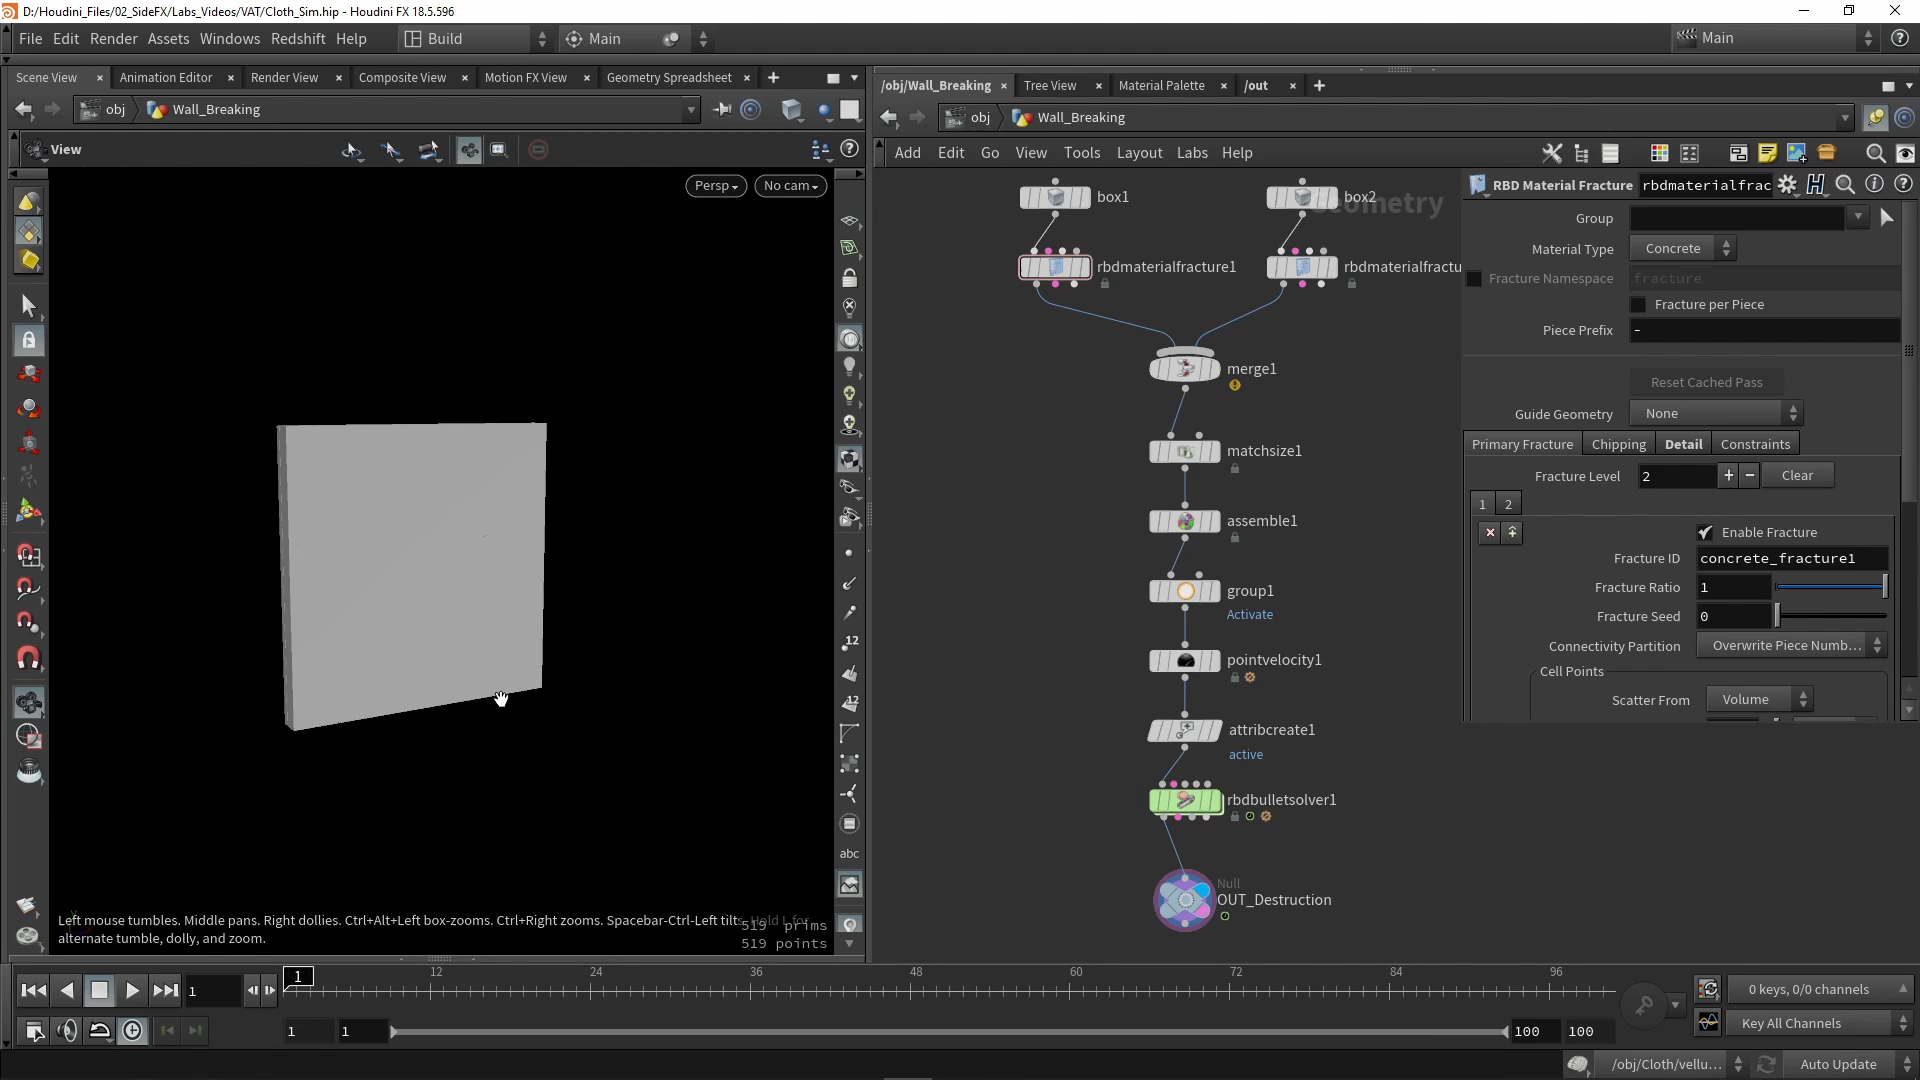 D:/Houdini_Files/02_SideFX/Labs_Videos/VAT/Cloth_Sim.hip - Houdini FX 18.5.596
File Edit Render Assets Windows Redshift Help Build Main Main
Scene View Animation Editor Render View Composite View Motion FX View Geometry Spreadsheet
/obj/Wall_Breaking Tree View Material Palette /out
obj Wall_Breaking
obj Wall_Breaking
View
Add Edit Go View Tools Layout Labs Help
Persp No cam
box1
box2
Geometry
rbdmaterialfracture1
rbdmaterialfractu
merge1
matchsize1
assemble1
group1
Activate
pointvelocity1
attribcreate1
active
rbdbulletsolver1
Null
OUT_Destruction
RBD Material Fracture rbdmaterialfrac
Group
Material Type Concrete
Fracture Namespace fracture
Fracture per Piece
Piece Prefix -
Reset Cached Pass
Guide Geometry None
Primary Fracture Chipping Detail Constraints
Fracture Level 2 + - Clear
1 2
Enable Fracture
Fracture ID concrete_fracture1
Fracture Ratio 1
Fracture Seed 0
Connectivity Partition Overwrite Piece Numb...
Cell Points
Scatter From Volume
12
12
abc
Left mouse tumbles. Middle pans. Right dollies. Ctrl+Alt+Left box-zooms. Ctrl+Right zooms. Spacebar-Ctrl-Left tilts. Hold L for
alternate tumble, dolly, and zoom.
519 prims
519 points
1 1 12 24 36 48 60 72 84 96
0 keys, 0/0 channels
1 1 100 100
Key All Channels
/obj/Cloth/vellu... Auto Update